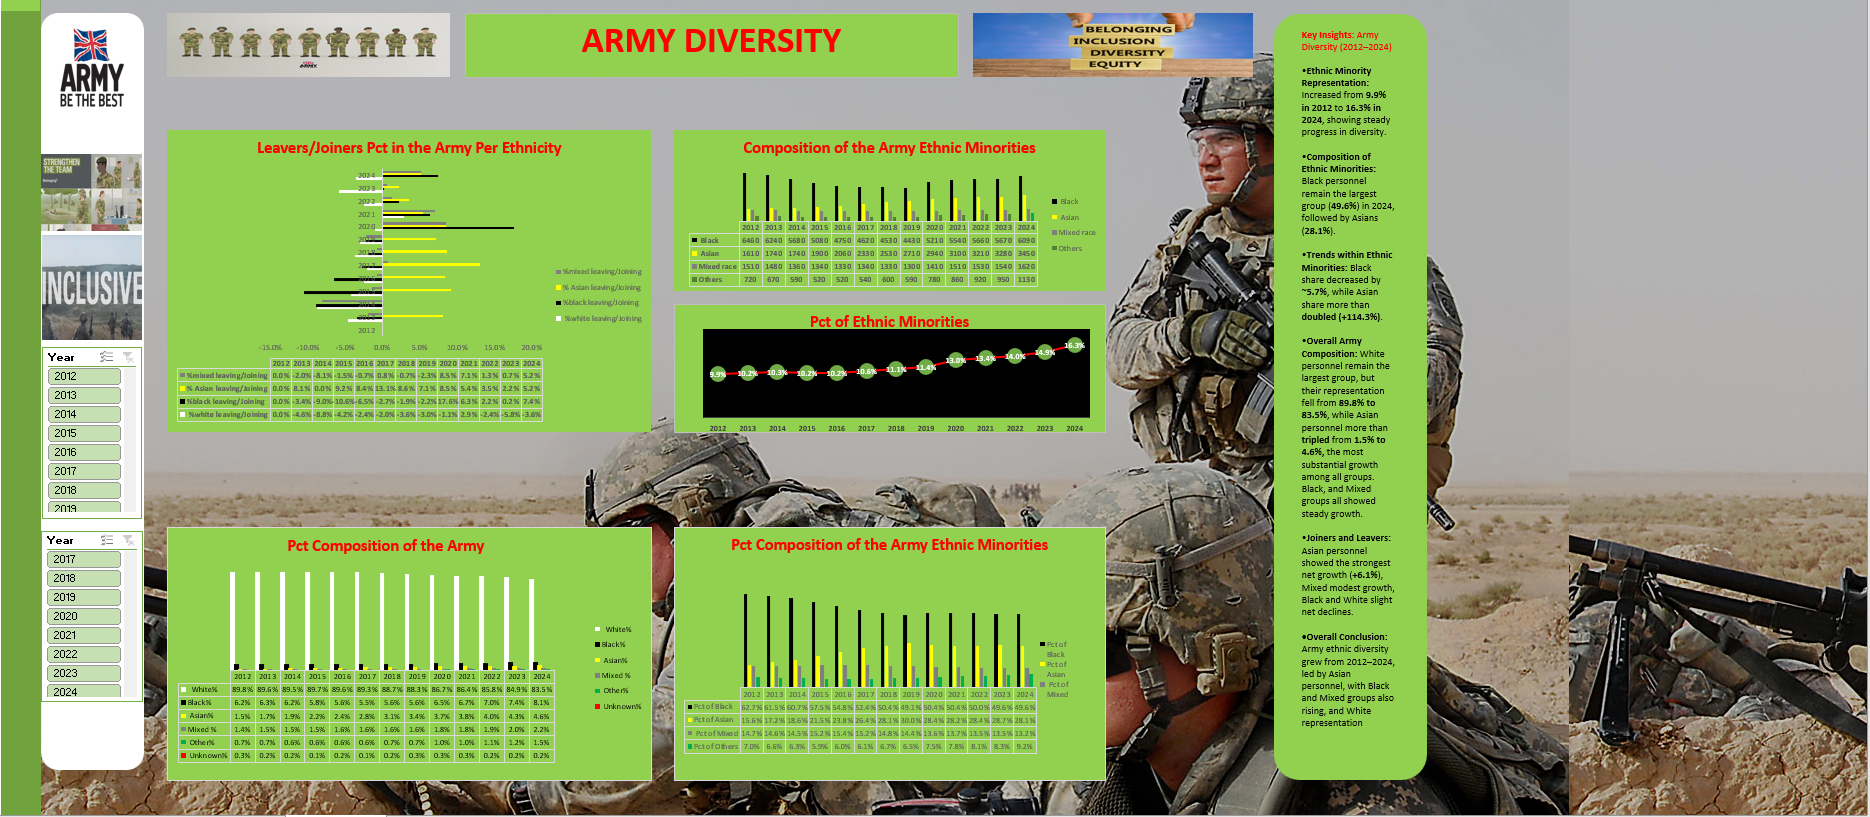 ARMY
BE THE BEST
STRENGTHEN
THE TEAM
INCLUSIVE
Year
2012
2013
2014
2015
2016
2017
2018
2019
Year
2017
2018
2019
2020
2021
2022
2023
2024
ARMY DIVERSITY
BELONGING
INCLUSION
DIVERSITY
EQUITY
Leavers/Joiners Pct in the Army Per Ethnicity
2024
2023
2022
2021
2020
2012
%mixed leaving/Joining
% Asian leaving/Joining
%black leaving/Joining
%white leaving/Joining
-15.0% -10.0% -5.0% 0.0% 5.0% 10.0% 15.0% 20.0%
2012 2013 2014 2015 2016 2017 2018 2019 2020 2021 2022 2023 2024
%mixed leaving/Joining 0.0% -2.0% -8.1% -1.5% -0.7% 0.8% -0.7% -2.3% 8.5% 7.1% 1.3% 0.7% 5.2%
% Asian leaving/Joining 0.0% 8.1% 0.0% 9.2% 8.4% 13.1% 8.6% 7.1% 8.5% 5.4% 3.5% 2.2% 5.2%
%black leaving/Joining 0.0% -3.4% -9.0% -10.6% -6.5% -2.7% -1.9% -2.2% 17.6% 6.3% 2.2% 0.2% 7.4%
%white leaving/Joining 0.0% -4.6% -8.8% -4.2% -2.4% -2.0% -3.6% -3.0% -1.1% 2.9% -2.4% -5.8% -3.6%
Composition of the Army Ethnic Minorities
Black
Asian
Mixed race
Others
2012 2013 2014 2015 2016 2017 2018 2019 2020 2021 2022 2023 2024
Black 6460 6240 5680 5080 4750 4620 4530 4430 5210 5540 5660 5670 6090
Asian 1610 1740 1740 1900 2060 2330 2530 2710 2940 3100 3210 3280 3450
Mixed race 1510 1480 1360 1340 1330 1340 1330 1300 1410 1510 1530 1540 1620
Others 720 670 590 520 520 540 600 590 780 860 920 950 1130
Pct of Ethnic Minorities
9.9% 10.2% 10.3% 10.2% 10.2% 10.6% 11.1% 11.4% 13.0% 13.4% 14.0% 14.9% 16.3%
2012 2013 2014 2015 2016 2017 2018 2019 2020 2021 2022 2023 2024
Pct Composition of the Army
White%
Black%
Asian%
Mixed %
Other%
Unknown%
2012 2013 2014 2015 2016 2017 2018 2019 2020 2021 2022 2023 2024
White% 89.8% 89.6% 89.5% 89.7% 89.6% 89.3% 88.7% 88.3% 86.7% 86.4% 85.8% 84.9% 83.5%
Black% 6.2% 6.3% 6.2% 5.8% 5.6% 5.5% 5.5% 5.6% 6.6% 6.7% 7.0% 7.4% 8.1%
Asian% 1.5% 1.7% 1.9% 2.2% 2.4% 2.8% 3.1% 3.4% 3.7% 3.8% 4.0% 4.3% 4.6%
Mixed % 1.4% 1.5% 1.5% 1.5% 1.6% 1.6% 1.6% 1.6% 1.8% 1.8% 1.9% 2.0% 2.2%
Other% 0.7% 0.7% 0.6% 0.6% 0.6% 0.6% 0.7% 0.7% 1.0% 1.0% 1.1% 1.2% 1.5%
Unknown% 0.3% 0.2% 0.2% 0.1% 0.2% 0.1% 0.2% 0.3% 0.3% 0.3% 0.2% 0.2% 0.2%
Pct Composition of the Army Ethnic Minorities
Pct of
Black
Pct of
Asian
Pct of
Mixed
2012 2013 2014 2015 2016 2017 2018 2019 2020 2021 2022 2023 2024
Pct of Black 62.7% 61.5% 60.7% 57.5% 54.8% 52.4% 50.4% 49.1% 50.4% 50.4% 50.0% 49.6% 49.6%
Pct of Asian 15.6% 17.2% 18.6% 21.5% 23.8% 26.4% 28.1% 30.0% 28.4% 28.2% 28.4% 28.7% 28.1%
Pct of Mixed 14.7% 14.6% 14.5% 15.2% 15.4% 15.2% 14.8% 14.4% 13.6% 13.7% 13.5% 13.5% 13.2%
Pct of Others 7.0% 6.6% 6.3% 5.9% 6.0% 6.1% 6.7% 6.5% 7.5% 7.8% 8.1% 8.3% 9.2%
Key Insights: Army
Diversity (2012–2024)
•Ethnic Minority
Representation:
Increased from 9.9%
in 2012 to 16.3% in
2024, showing steady
progress in diversity.
•Composition of
Ethnic Minorities:
Black personnel
remain the largest
group (49.6%) in 2024,
followed by Asians
(28.1%).
•Trends within Ethnic
Minorities: Black
share decreased by
~5.7%, while Asian
share more than
doubled (+114.3%).
•Overall Army
Composition: White
personnel remain the
largest group, but
their representation
fell from 89.8% to
83.5%, while Asian
personnel more than
tripled from 1.5% to
4.6%, the most
substantial growth
among all groups.
Black, and Mixed
groups all showed
steady growth.
•Joiners and Leavers:
Asian personnel
showed the strongest
net growth (+6.1%),
Mixed modest growth,
Black and White slight
net declines.
•Overall Conclusion:
Army ethnic diversity
grew from 2012–2024,
led by Asian
personnel, with Black
and Mixed groups also
rising, and White
representation